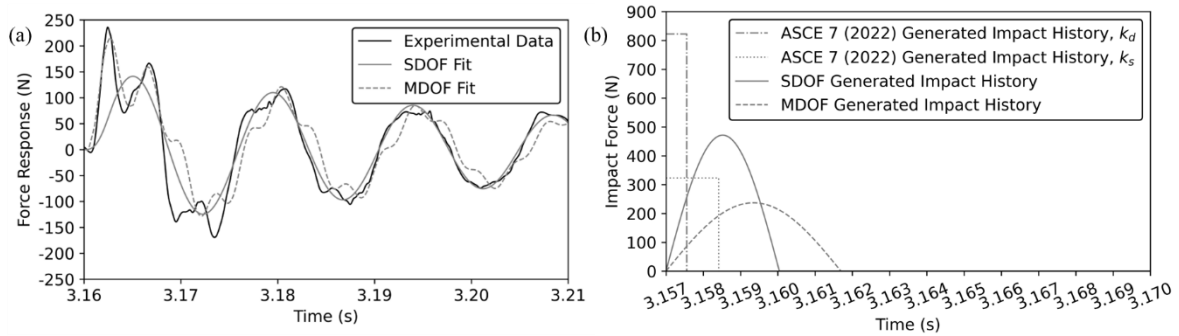 (a)
250
200
150
100
50
0
-50
-100
-150
-200
-250
Force Response (N)
Experimental Data
SDOF Fit
MDOF Fit
3.16 3.17 3.18 3.19 3.20 3.21
Time (s)
(b)
900
800
700
600
500
400
300
200
100
0
Impact Force (N)
ASCE 7 (2022) Generated Impact History, k_d
ASCE 7 (2022) Generated Impact History, k_s
SDOF Generated Impact History
MDOF Generated Impact History
3.157 3.158 3.159 3.160 3.161 3.162 3.163 3.164 3.165 3.166 3.167 3.168 3.169 3.170
Time (s)